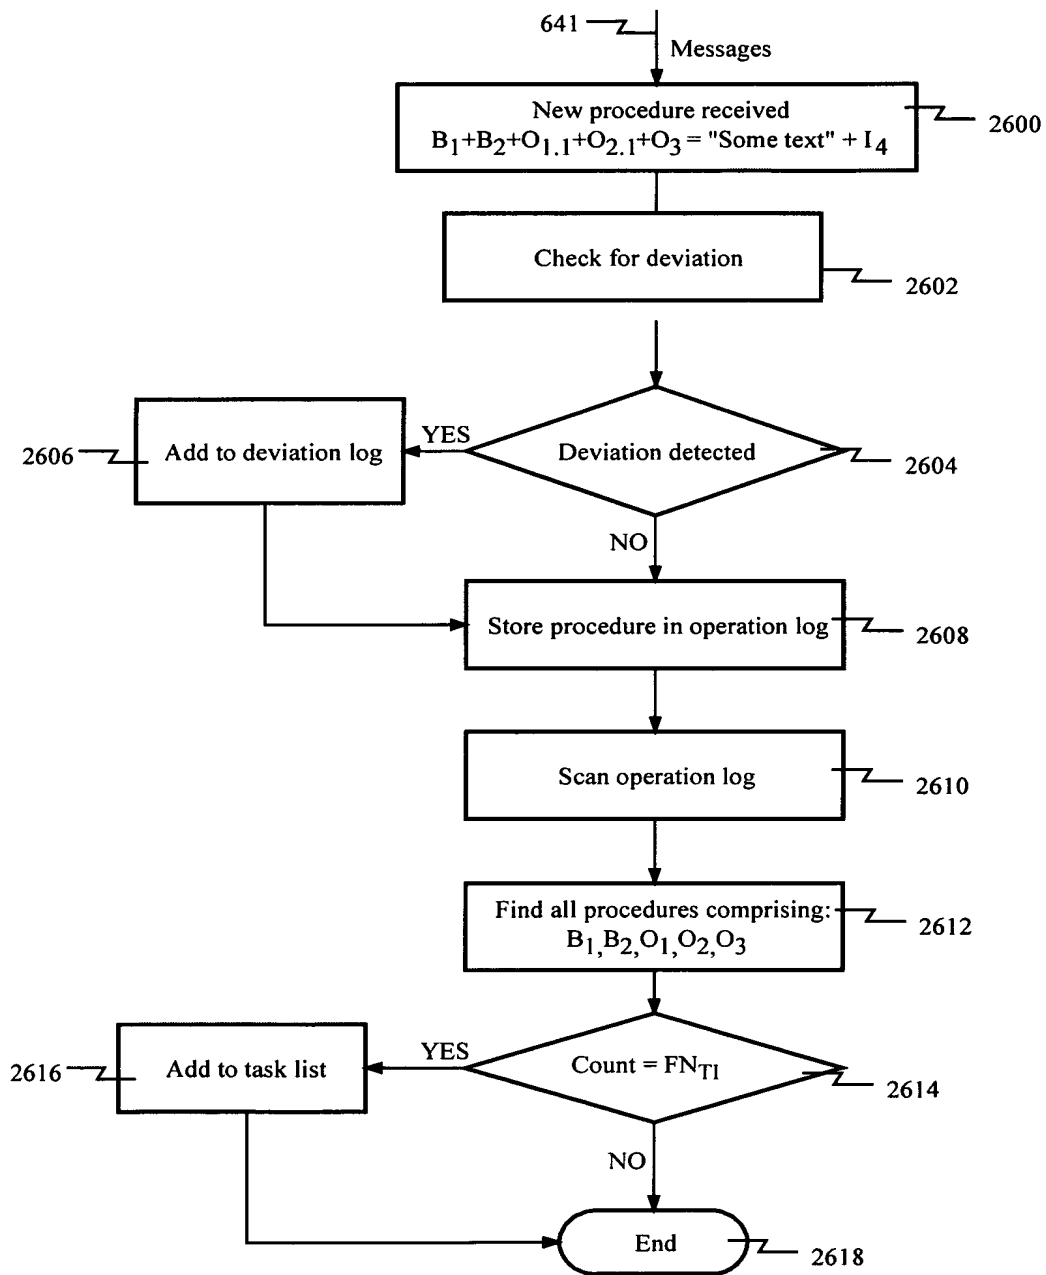 641
Messages
New procedure received
B1+B2+O1.1+O2.1+O3 = "Some text" + I4
2600
Check for deviation
2602
Deviation detected
2604
YES
Add to deviation log
2606
NO
Store procedure in operation log
2608
Scan operation log
2610
Find all procedures comprising:
B1,B2,O1,O2,O3
2612
Count = FNTI
2614
YES
Add to task list
2616
NO
End
2618